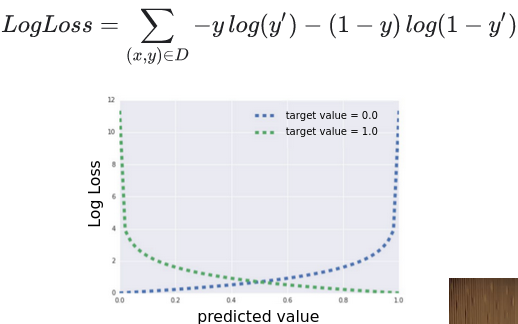 LogLoss = ∑ −y log(y′) − (1 − y) log(1 − y′)
(x,y)∈D
12
target value = 0.0
target value = 1.0
10
8
6
4
2
0
Log Loss
0.0 0.2 0.4 0.6 0.8 1.0
predicted value